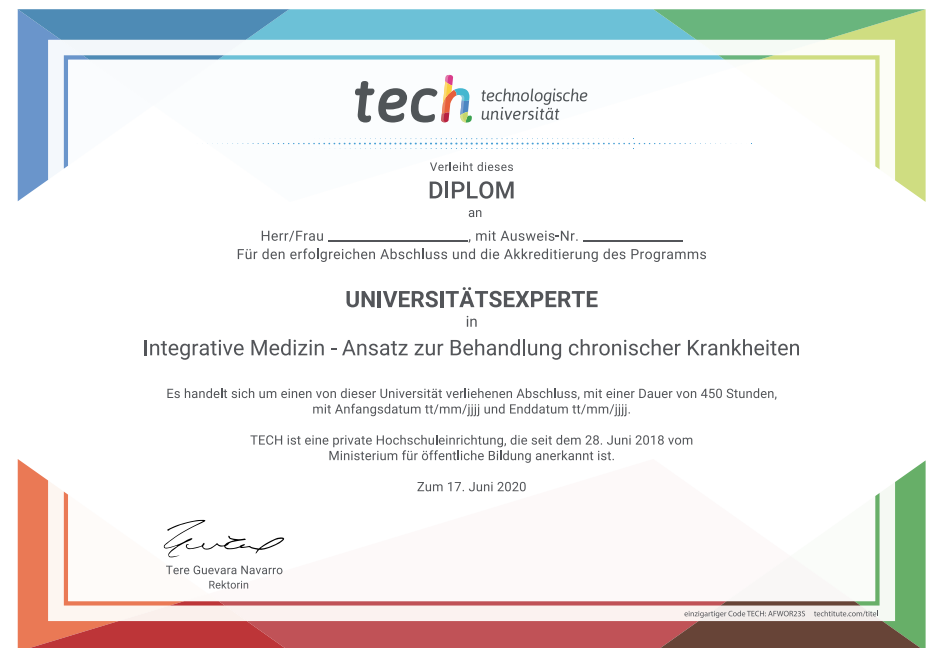 tech technologische
universität
Verleiht dieses
DIPLOM
an
Herr/Frau ____________________, mit Ausweis-Nr. ______________
Für den erfolgreichen Abschluss und die Akkreditierung des Programms
UNIVERSITÄTSEXPERTE
in
Integrative Medizin - Ansatz zur Behandlung chronischer Krankheiten
Es handelt sich um einen von dieser Universität verliehenen Abschluss, mit einer Dauer von 450 Stunden,
mit Anfangsdatum tt/mm/jjjj und Enddatum tt/mm/jjjj.
TECH ist eine private Hochschuleinrichtung, die seit dem 28. Juni 2018 vom
Ministerium für öffentliche Bildung anerkannt ist.
Zum 17. Juni 2020
Tere Guevara Navarro
Rektorin
einzigartiger Code TECH: AFWOR23S techtitute.com/titel